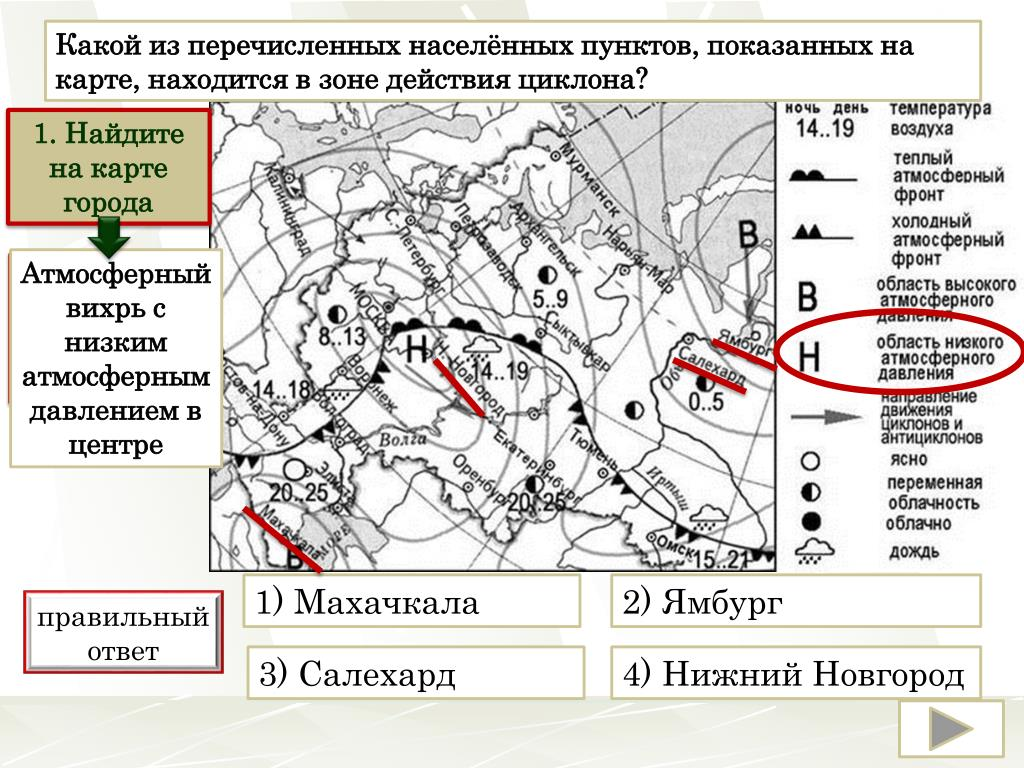 Какой из перечисленных населённых пунктов, показанных на
карте, находится в зоне действия циклона?
1. Найдите
на карте
города
Атмосферный
вихрь с
низким
атмосферным
давлением в
центре
Калининград
С.-Петербург
Петрозаводск
Мурманск
Архангельск
Нарьян-Мар
В
5..9
МОСКВА
8..13
Н
Сыктывкар
Ямбург
Салехард
0..5
14..19
Н. Новгород
Воронеж
14..18
Волгоград
Волга
Екатеринбург
Тюмень
Элиста
20..25
Оренбург
20..25
Иртыш
Махачкала
МОРЕ
В
Омск
15..21
ночь день
14..19
температура
воздуха
теплый
атмосферный
фронт
холодный
атмосферный
фронт
В
область высокого
атмосферного
давления
Н
область низкого
атмосферного
давления
направление
движения
циклонов и
антициклонов
ясно
переменная
облачность
облачно
дождь
правильный
ответ
1) Махачкала
2) Ямбург
3) Салехард
4) Нижний Новгород